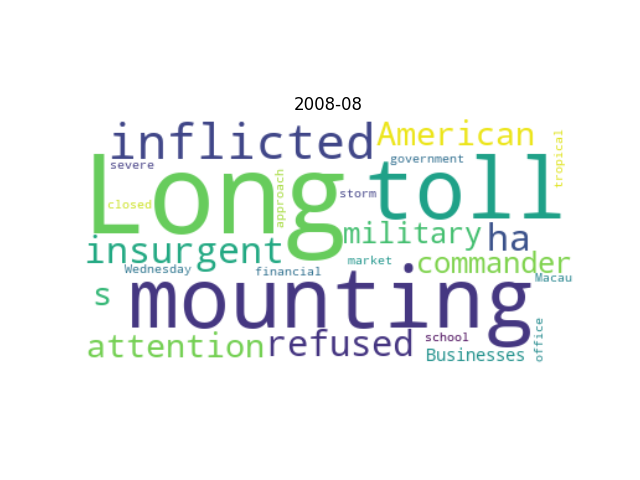 2008-08
inflicted American
severe government tropical
Long toll
closed approach storm
insurgent military ha
Wednesday financial market commander
s mounting Macau
attention refused school office
Businesses